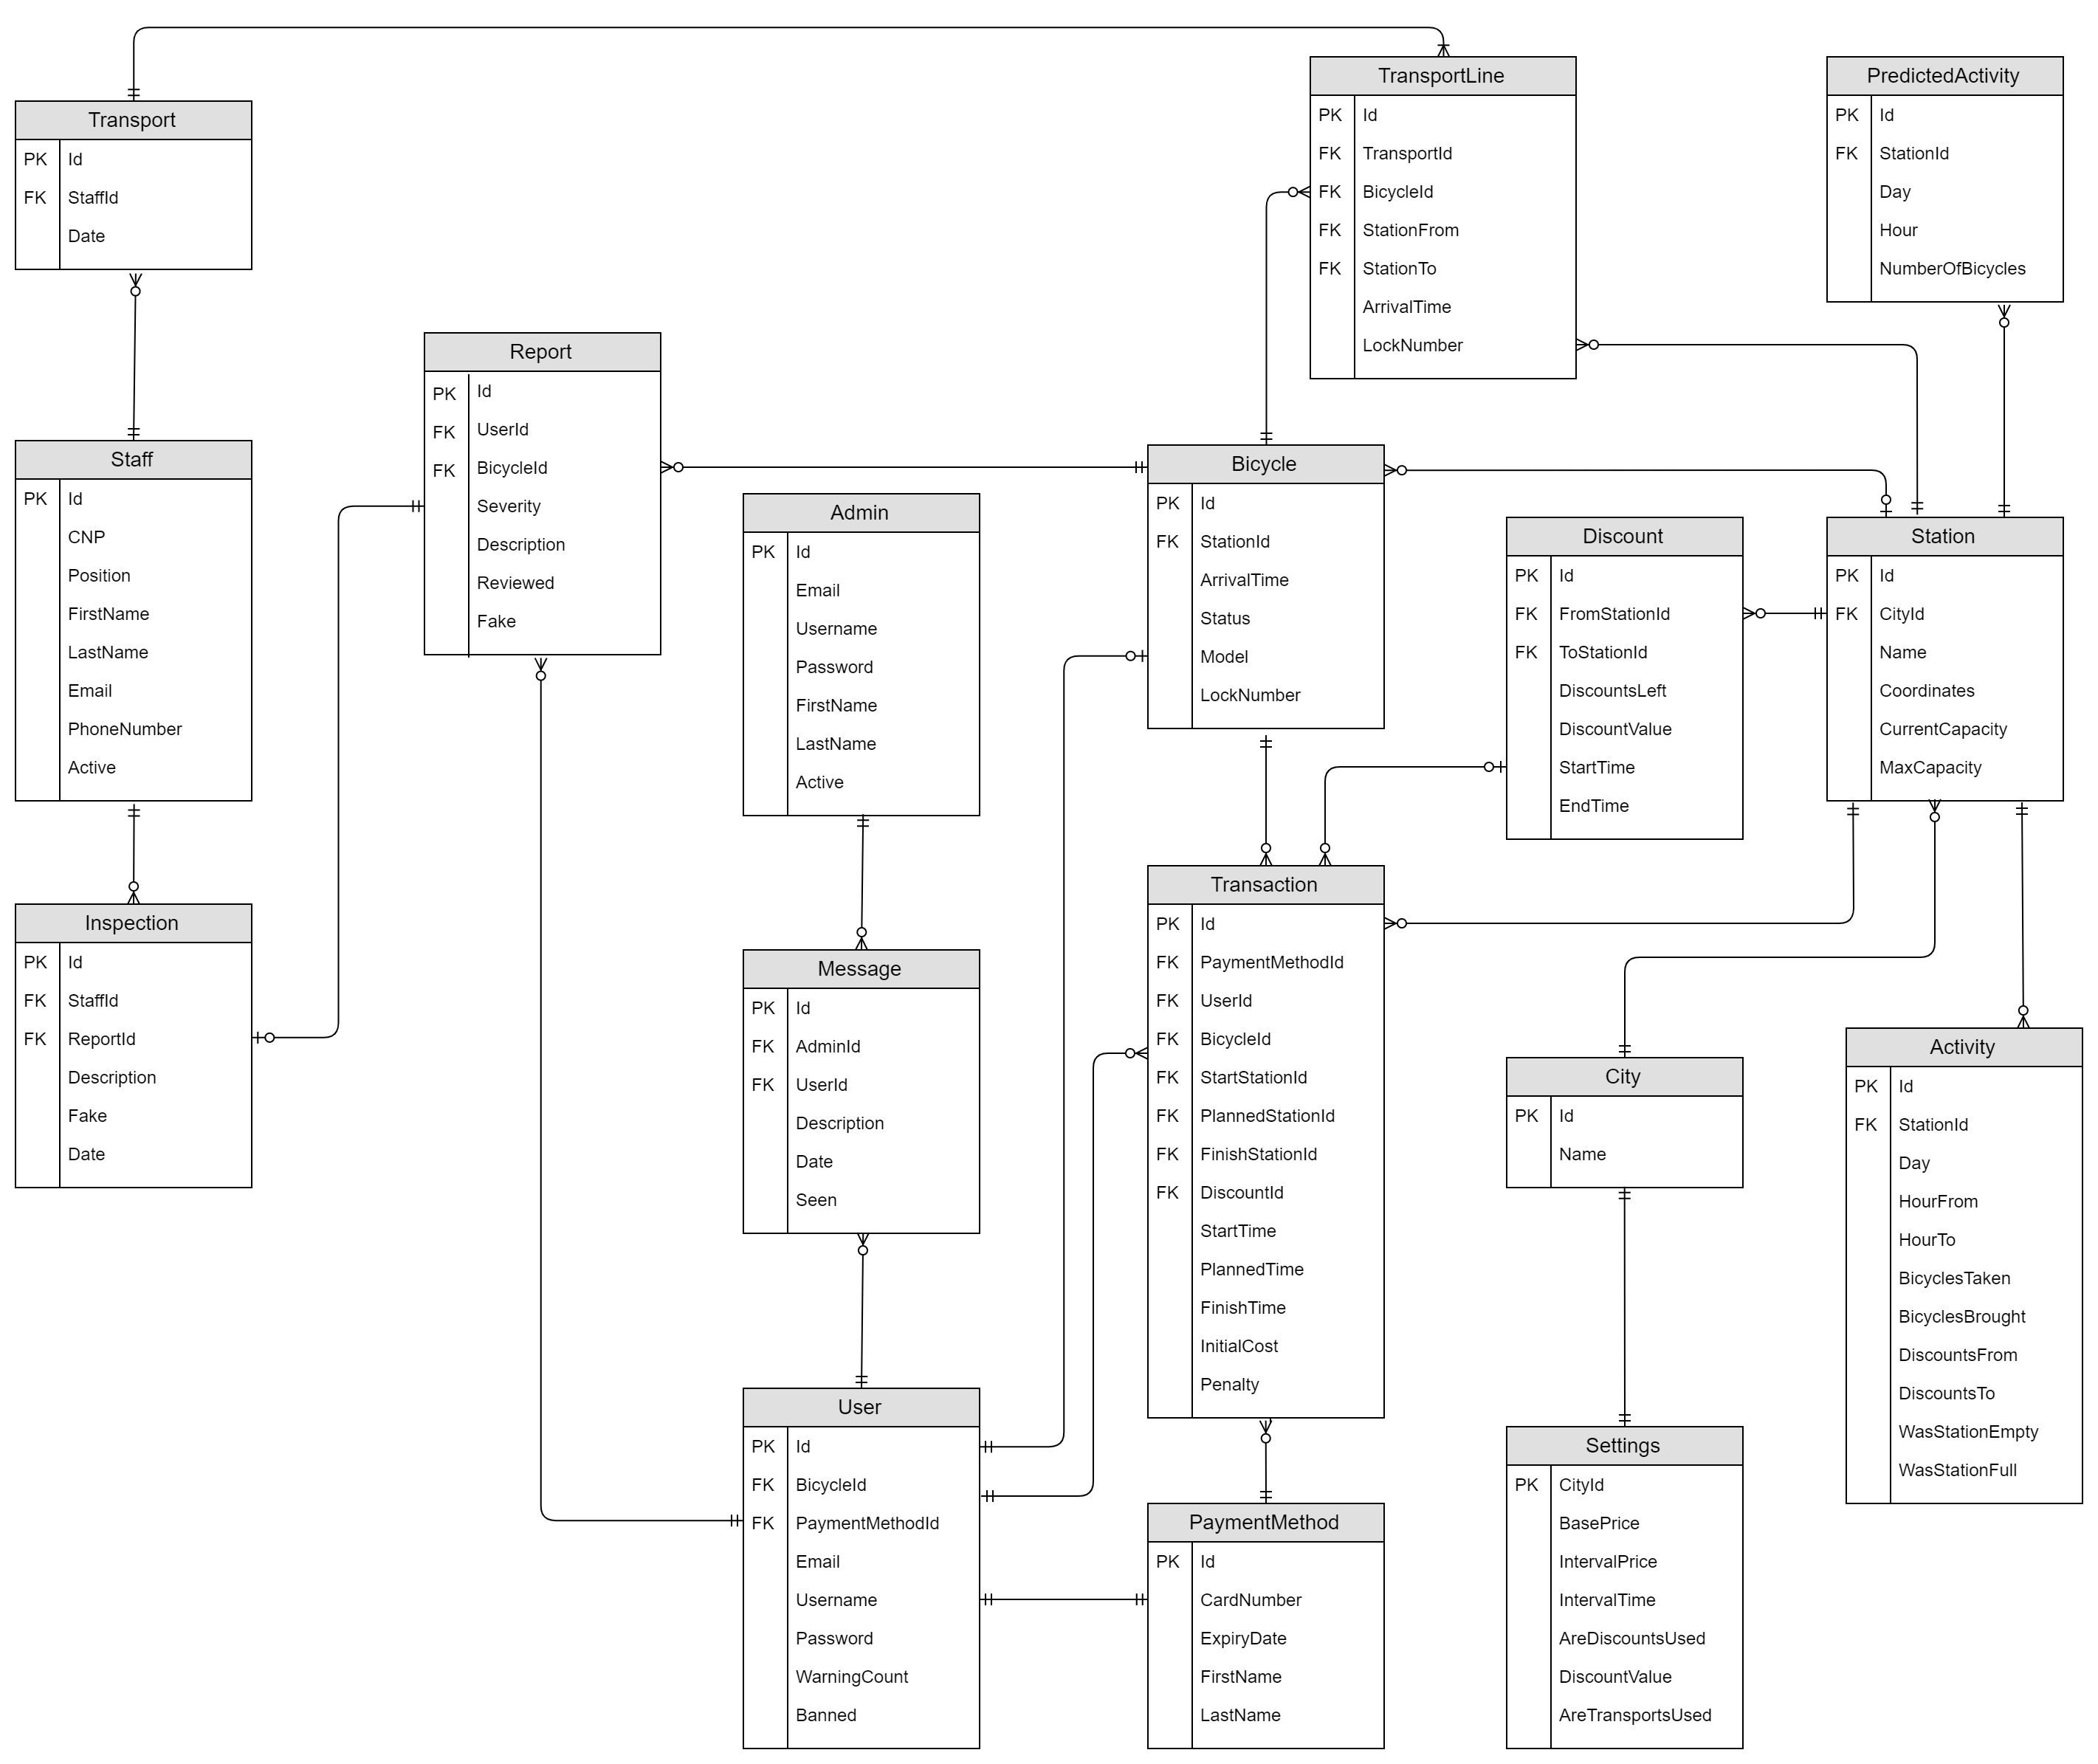 Transport
PK Id
FK StaffId
Date
TransportLine
PK Id
FK TransportId
FK BicycleId
FK StationFrom
FK StationTo
ArrivalTime
LockNumber
PredictedActivity
PK Id
FK StationId
Day
Hour
NumberOfBicycles
Report
PK Id
FK UserId
FK BicycleId
Severity
Description
Reviewed
Fake
Staff
PK Id
CNP
Position
FirstName
LastName
Email
PhoneNumber
Active
Admin
PK Id
Email
Username
Password
FirstName
LastName
Active
Bicycle
PK Id
FK StationId
ArrivalTime
Status
Model
LockNumber
Discount
PK Id
FK FromStationId
FK ToStationId
DiscountsLeft
DiscountValue
StartTime
EndTime
Station
PK Id
FK CityId
Name
Coordinates
CurrentCapacity
MaxCapacity
Inspection
PK Id
FK StaffId
FK ReportId
Description
Fake
Date
Message
PK Id
FK AdminId
FK UserId
Description
Date
Seen
Transaction
PK Id
FK PaymentMethodId
FK UserId
FK BicycleId
FK StartStationId
FK PlannedStationId
FK FinishStationId
FK DiscountId
StartTime
PlannedTime
FinishTime
InitialCost
Penalty
City
PK Id
Name
Activity
PK Id
FK StationId
Day
HourFrom
HourTo
BicyclesTaken
BicyclesBrought
DiscountsFrom
DiscountsTo
WasStationEmpty
WasStationFull
User
PK Id
FK BicycleId
FK PaymentMethodId
Email
Username
Password
WarningCount
Banned
PaymentMethod
PK Id
CardNumber
ExpiryDate
FirstName
LastName
Settings
PK CityId
BasePrice
IntervalPrice
IntervalTime
AreDiscountsUsed
DiscountValue
AreTransportsUsed